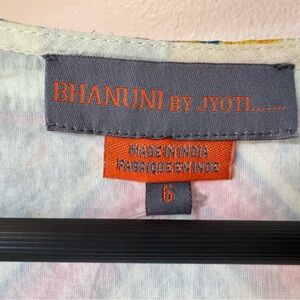 BHANUNI BY JYOTI......
MADE IN INDIA
FABRIQUE EN INDE
6